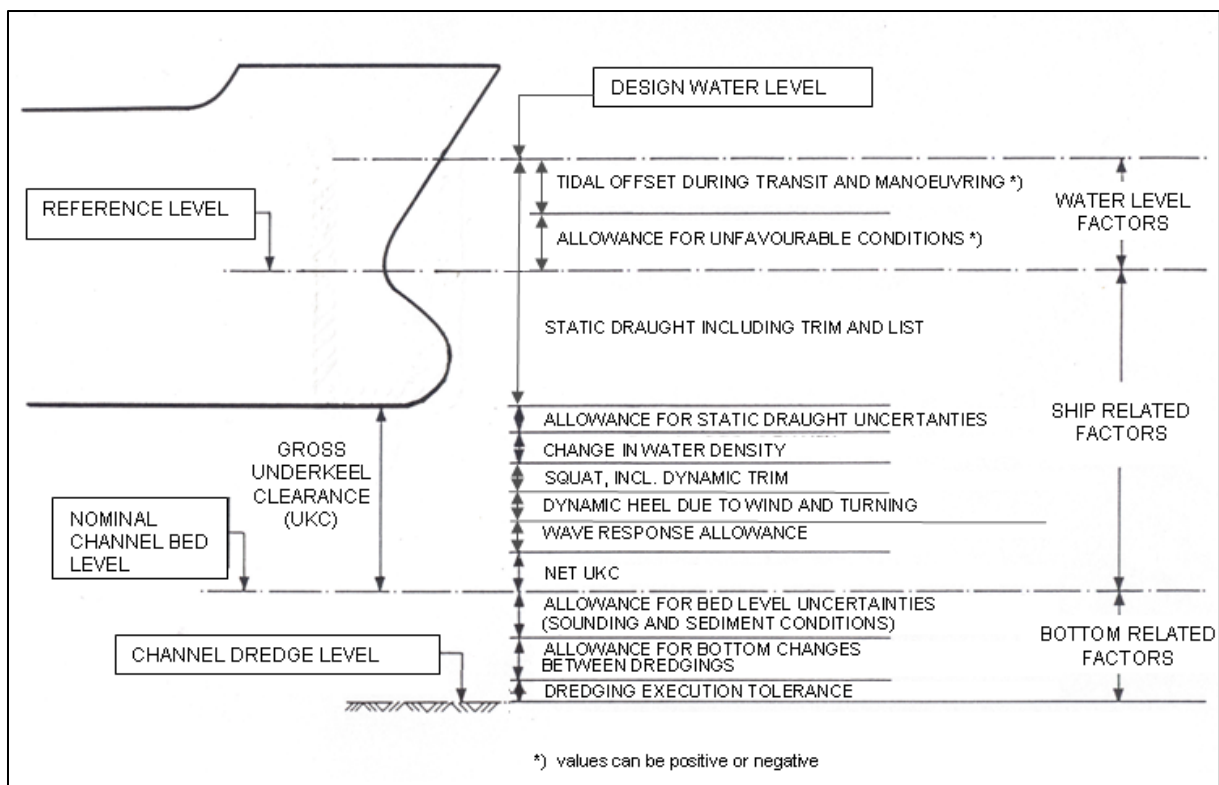 DESIGN WATER LEVEL
TIDAL OFFSET DURING TRANSIT AND MANOEUVRING *)
WATER LEVEL
FACTORS
REFERENCE LEVEL
ALLOWANCE FOR UNFAVOURABLE CONDITIONS *)
STATIC DRAUGHT INCLUDING TRIM AND LIST
SHIP RELATED
FACTORS
ALLOWANCE FOR STATIC DRAUGHT UNCERTANTIES
CHANGE IN WATER DENSITY
SQUAT, INCL. DYNAMIC TRIM
DYNAMIC HEEL DUE TO WIND AND TURNING
WAVE RESPONSE ALLOWANCE
NET UKC
GROSS
UNDERKEEL
CLEARANCE
(UKC)
NOMINAL
CHANNEL BED
LEVEL
ALLOWANCE FOR BED LEVEL UNCERTAINTIES
(SOUNDING AND SEDIMENT CONDITIONS)
ALLOWANCE FOR BOTTOM CHANGES
BETWEEN DREDGINGS
DREDGING EXECUTION TOLERANCE
BOTTOM RELATED
FACTORS
CHANNEL DREDGE LEVEL
*) values can be positive or negative